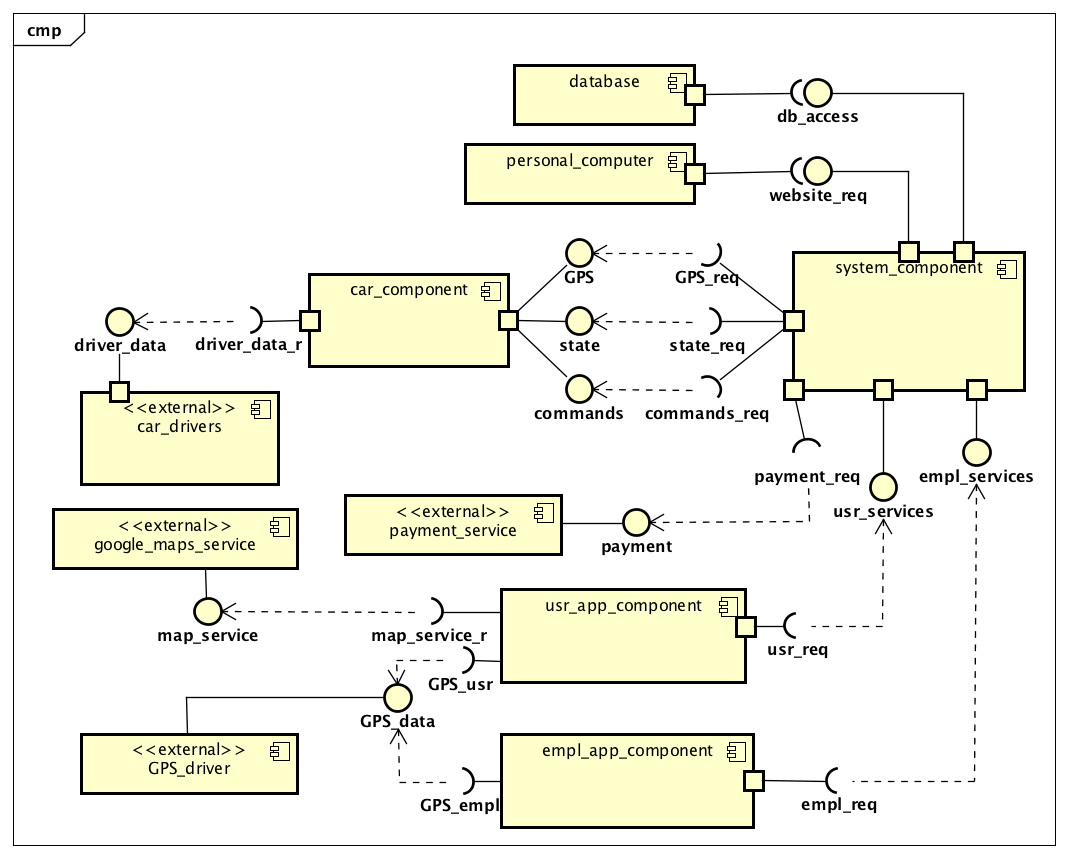 cmp
database
db_access
personal_computer
website_req
system_component
GPS
GPS_req
car_component
driver_data
driver_data_r
state
state_req
commands
commands_req
<<external>>
car_drivers
payment_req
empl_services
usr_services
<<external>>
payment_service
payment
<<external>>
google_maps_service
map_service
map_service_r
usr_app_component
usr_req
GPS_usr
GPS_data
<<external>>
GPS_driver
empl_app_component
GPS_empl
empl_req